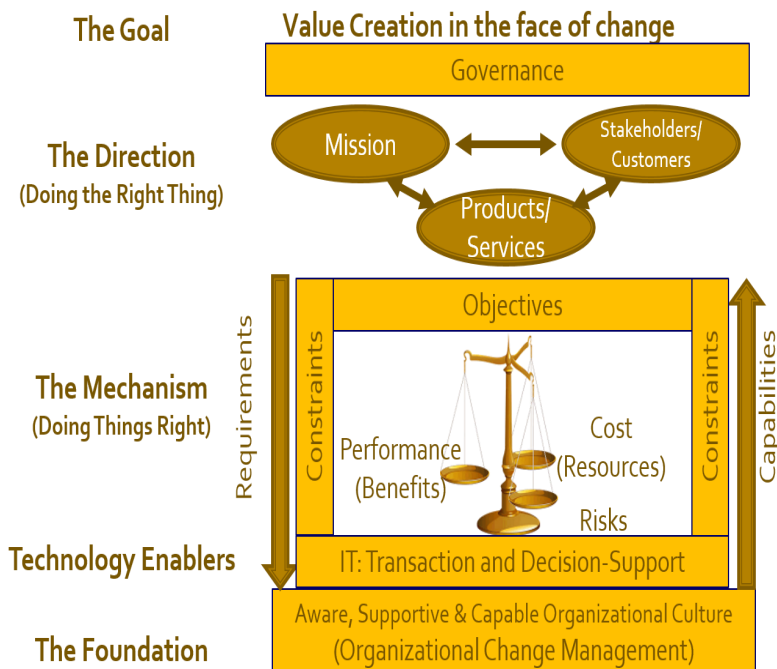 The Goal
Value Creation in the face of change
Governance
The Direction
(Doing the Right Thing)
Mission
Stakeholders/
Customers
Products/
Services
Requirements
Constraints
Objectives
Constraints
Capabilities
The Mechanism
(Doing Things Right)
Performance
(Benefits)
Cost
(Resources)
Risks
Technology Enablers
IT: Transaction and Decision-Support
The Foundation
Aware, Supportive & Capable Organizational Culture
(Organizational Change Management)